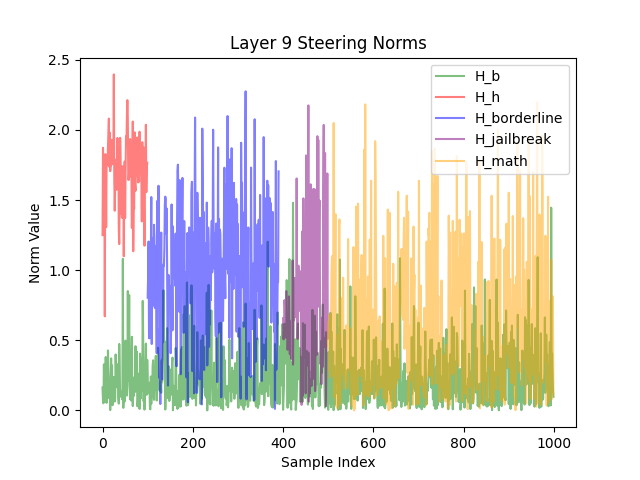 Layer 9 Steering Norms
2.5
2.0
1.5
1.0
0.5
0.0
Norm Value
H_b
H_h
H_borderline
H_jailbreak
H_math
0
200
400
600
800
1000
Sample Index